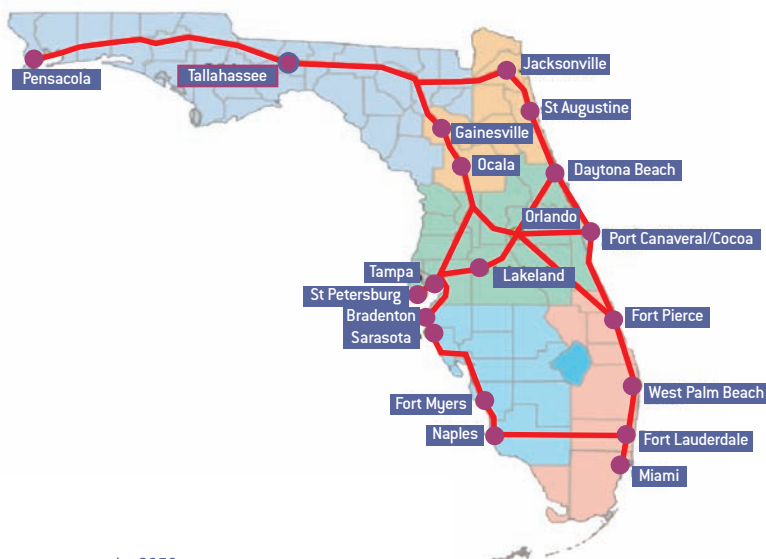 Jacksonville
Pensacola
Tallahassee
St Augustine
Gainesville
Ocala
Daytona Beach
Orlando
Port Canaveral/Cocoa
Tampa
Lakeland
St Petersburg
Bradenton
Fort Pierce
Sarasota
West Palm Beach
Fort Myers
Naples
Fort Lauderdale
Miami